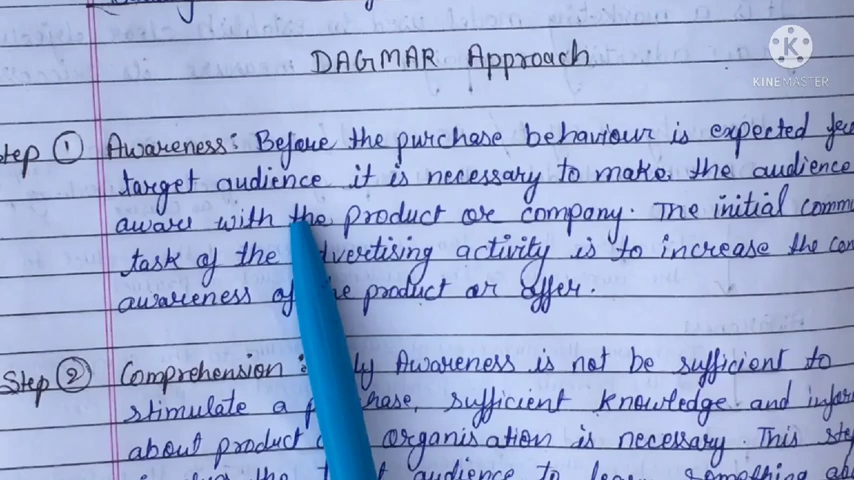 DAGMAR Approach
K
KINEMASTER
Step ① Awareness: Before the purchase behaviour is expected
target audience it is necessary to make the audience
aware with the product or company. The initial
task of the advertising activity is to increase the
awareness of the product or offer.
Step ② Comprehension: Awareness is not be sufficient to
stimulate a purchase, sufficient knowledge and
about product organisation is necessary. This
audience to learn something